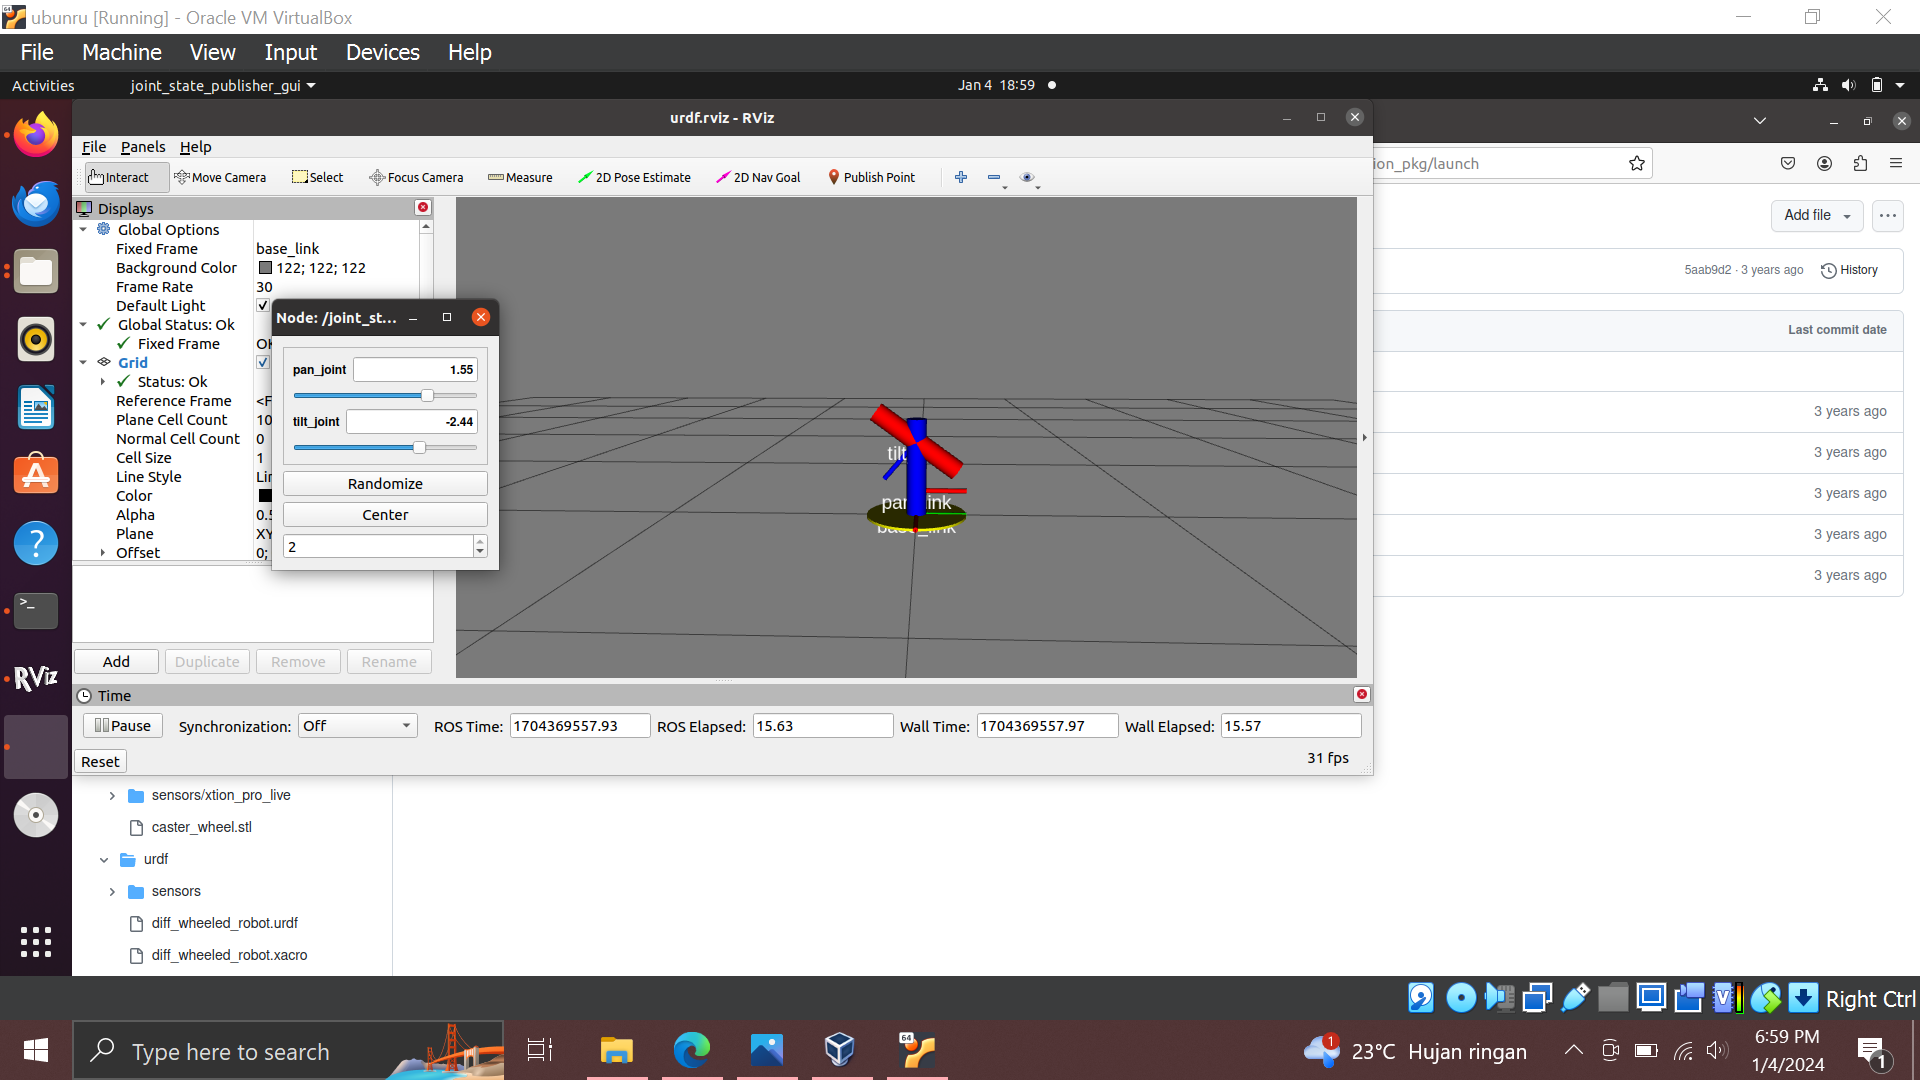 ubunru [Running] - Oracle VM VirtualBox
File Machine View Input Devices Help
Activities joint_state_publisher_gui Jan 4 18:59
urdf.rviz - RViz
File Panels Help
ion_pkg/launch
Interact Move Camera Select Focus Camera Measure 2D Pose Estimate 2D Nav Goal Publish Point
Displays
Add file
Global Options
Fixed Frame base_link
Background Color 122; 122; 122
5aab9d2 · 3 years ago History
Frame Rate 30
Default Light
Global Status: Ok
Fixed Frame OK
Last commit date
Grid
Status: Ok
Reference Frame <F
Plane Cell Count 10
Normal Cell Count 0
Cell Size 1
Line Style Lin
Color
Alpha 0.5
Plane XY
Offset 0;
Node: /joint_st...
pan_joint 1.55
tilt_joint -2.44
Randomize
Center
2
tilt
pan_link
base_link
3 years ago
3 years ago
3 years ago
3 years ago
3 years ago
Add Duplicate Remove Rename
RViz
Time
Pause Synchronization: Off ROS Time: 1704369557.93 ROS Elapsed: 15.63 Wall Time: 1704369557.97 Wall Elapsed: 15.57
Reset 31 fps
sensors/xtion_pro_live
caster_wheel.stl
urdf
sensors
diff_wheeled_robot.urdf
diff_wheeled_robot.xacro
Right Ctrl
Type here to search
64
1
23°C Hujan ringan
6:59 PM
1/4/2024
1